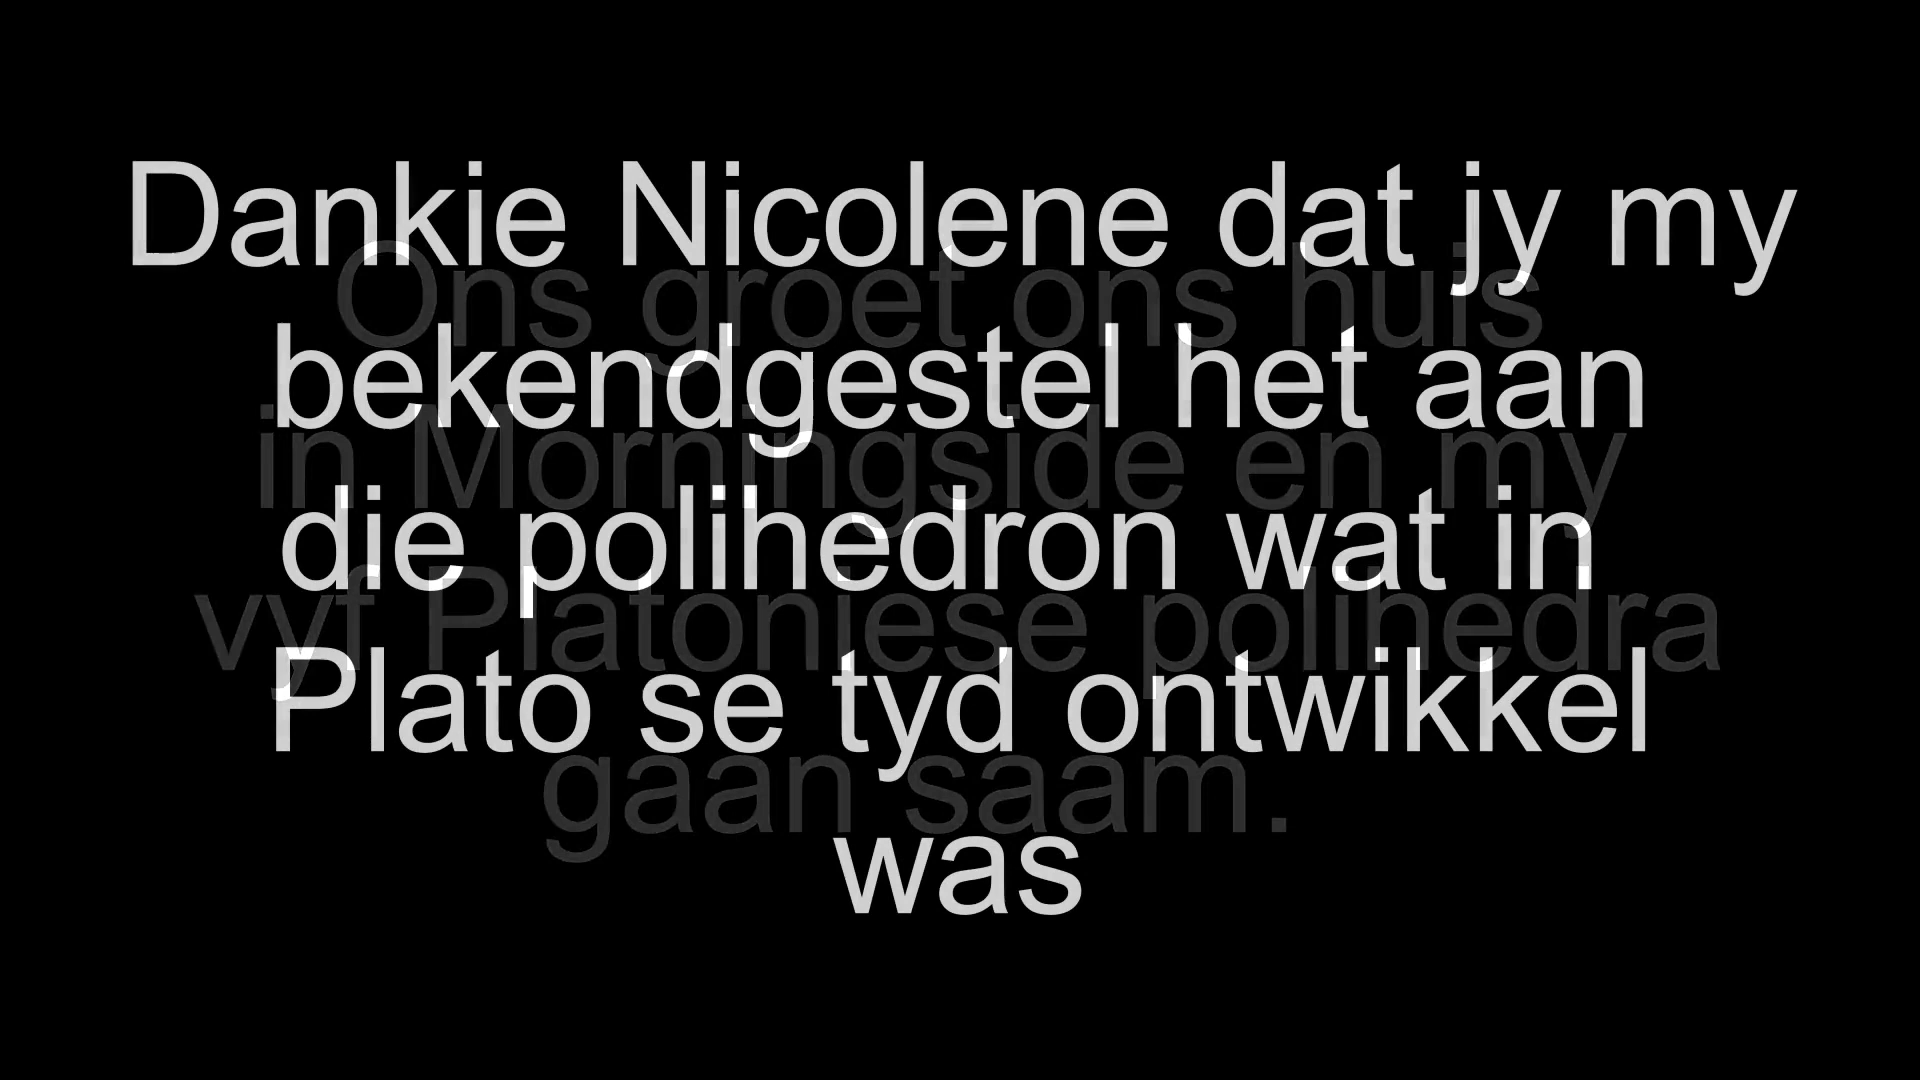 Dankie Nicolene dat jy my
bekendgestel het aan
die polihedron wat in
Plato se tyd ontwikkel
was
Ons groet ons huis
in Morningside en my
vyf Platoniese polihedra
gaan saam.